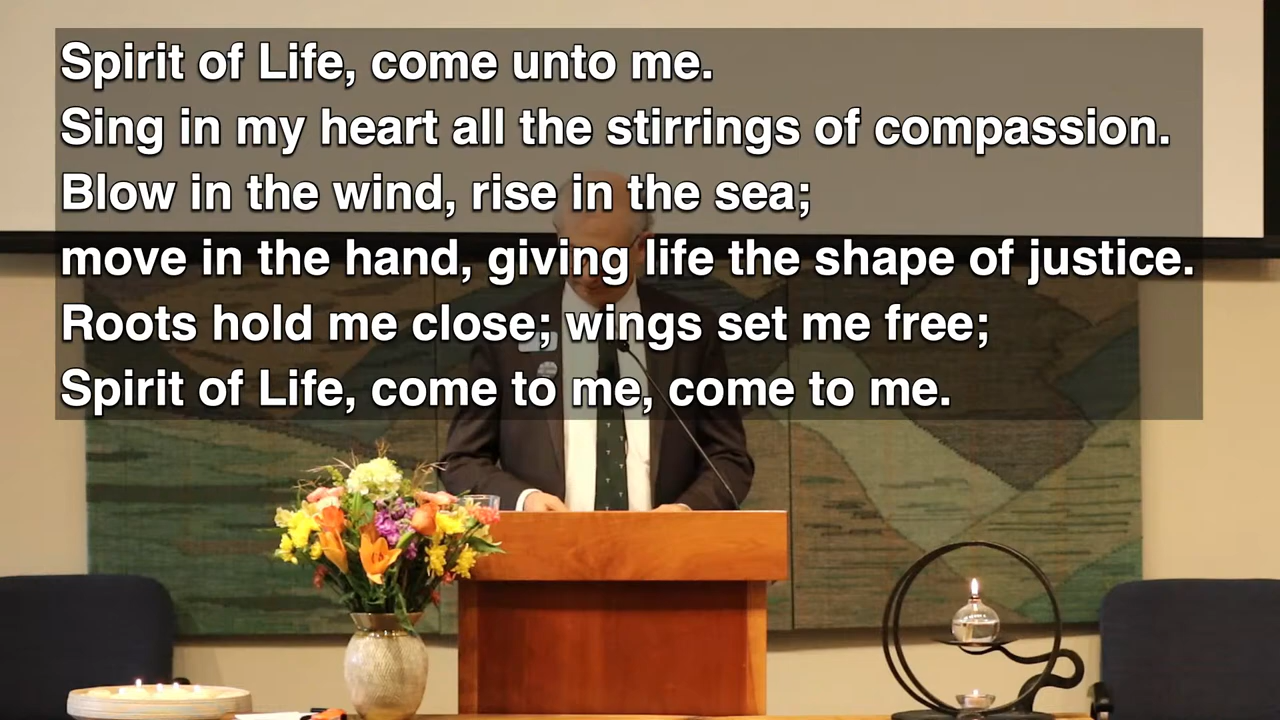 Spirit of Life, come unto me.
Sing in my heart all the stirrings of compassion.
Blow in the wind, rise in the sea;
move in the hand, giving life the shape of justice.
Roots hold me close; wings set me free;
Spirit of Life, come to me, come to me.